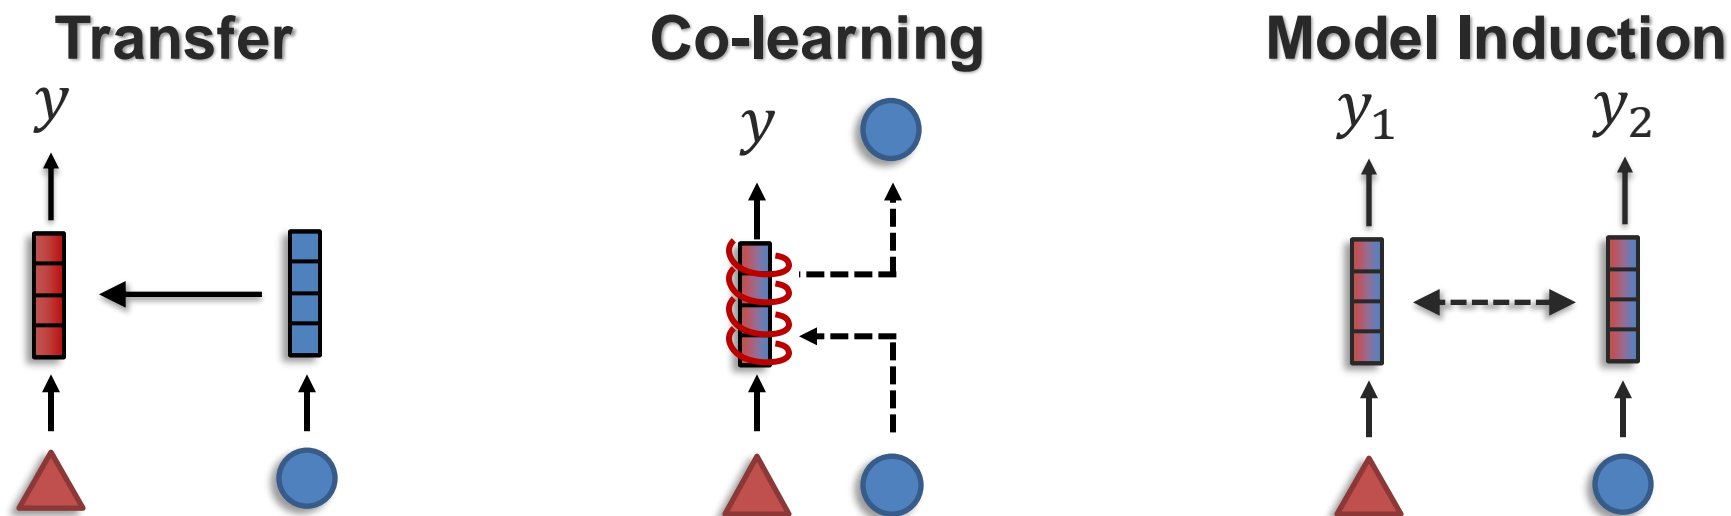 Transfer
Co-learning
Model Induction
y
y
y₁
y₂